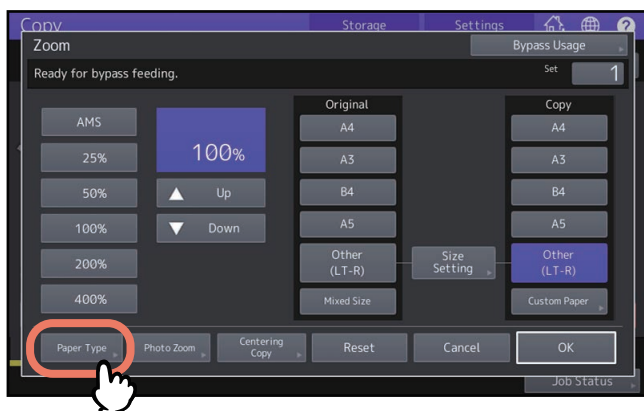 Copy Storage Settings
Zoom Bypass Usage
Ready for bypass feeding. Set 1
Original Copy
AMS 100% A4 A4
25% A3 A3
50% Up B4 B4
100% Down A5 A5
200% Other Size Other
(LT-R) Setting (LT-R)
400% Mixed Size Custom Paper
Paper Type Photo Zoom Centering Reset Cancel OK
Copy
Job Status